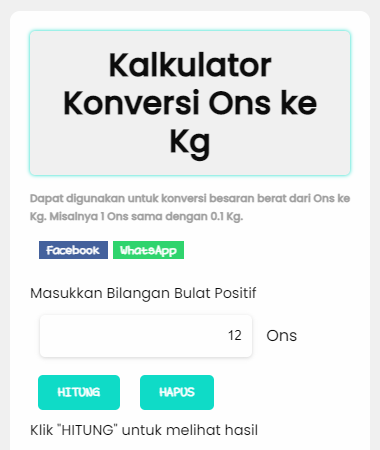 Kalkulator
Konversi Ons ke
Kg
Dapat digunakan untuk konversi besaran berat dari Ons ke
Kg. Misalnya 1 Ons sama dengan 0.1 Kg.
Facebook WhatsApp
Masukkan Bilangan Bulat Positif
12 Ons
HITUNG HAPUS
Klik "HITUNG" untuk melihat hasil